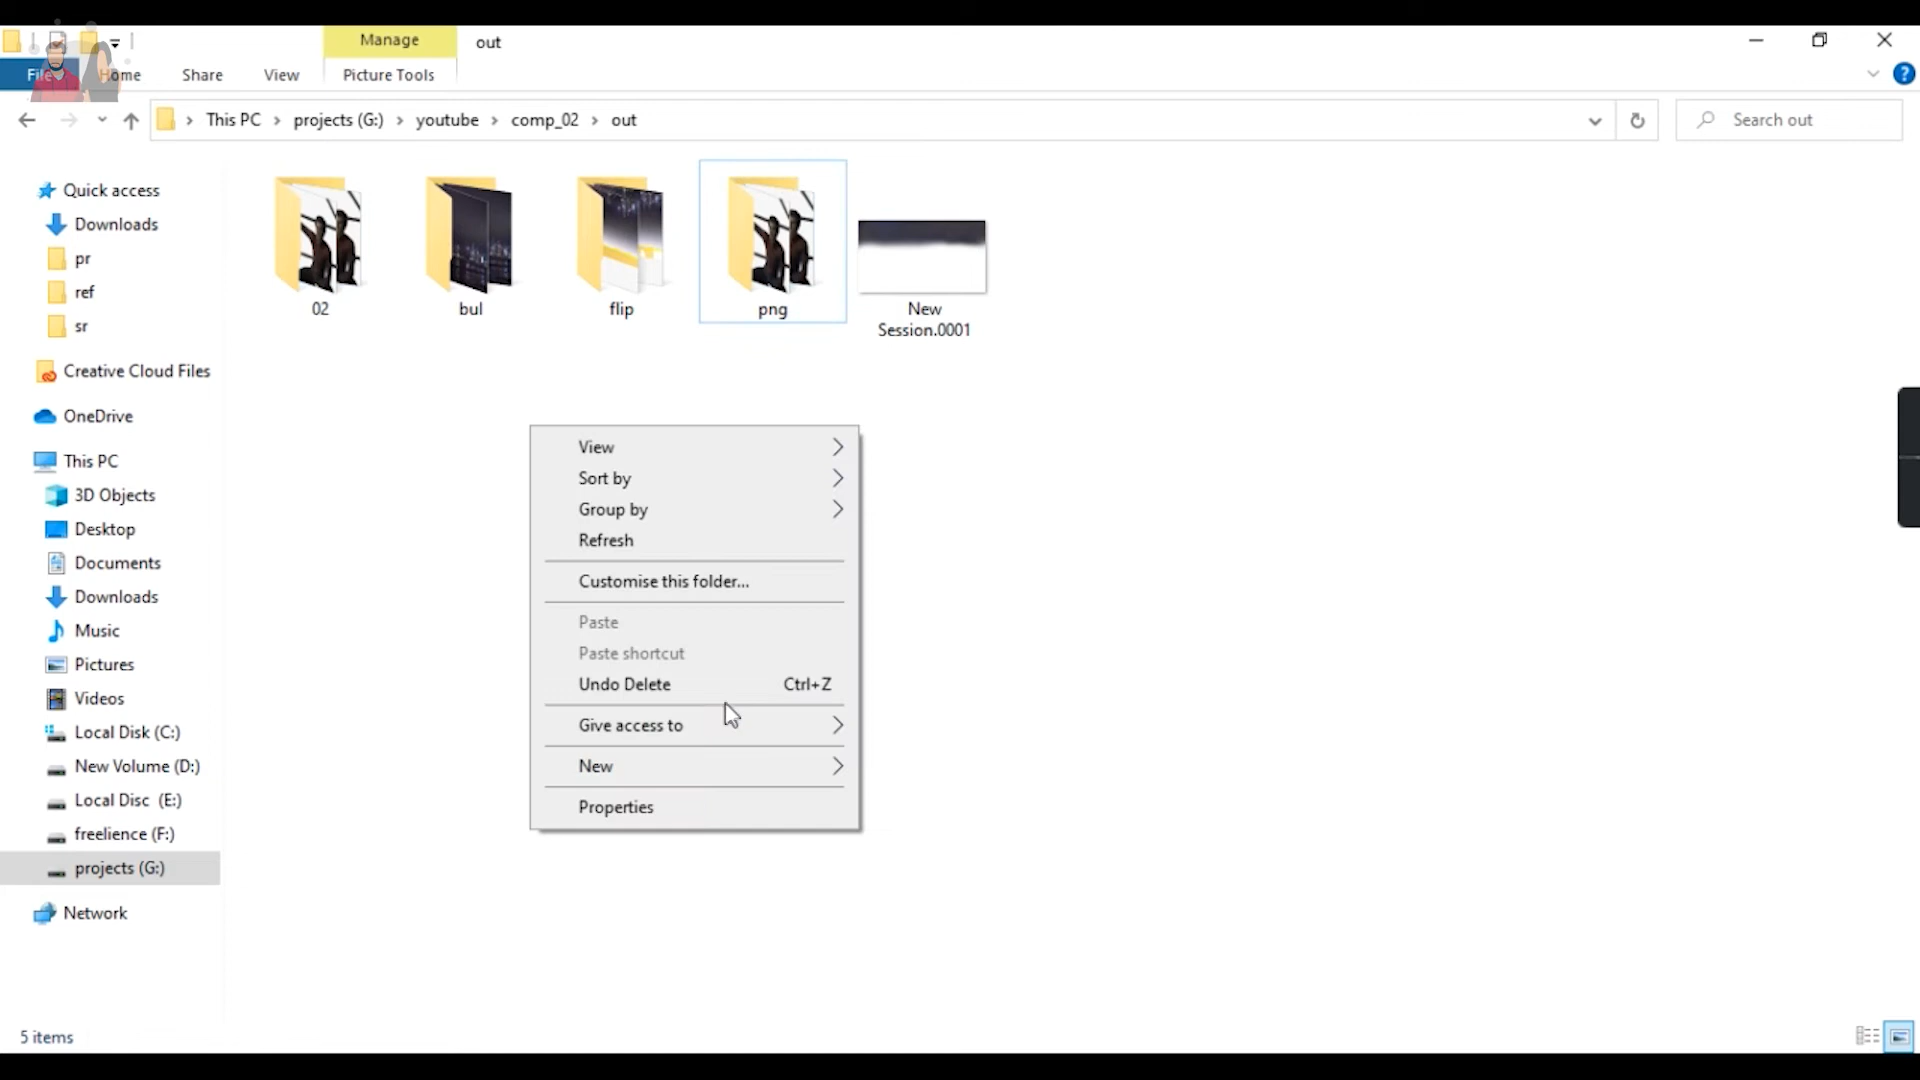 Manage
out
File
Home
Share
View
Picture Tools
This PC
projects (G:)
youtube
comp_02
out
Search out
Quick access
Downloads
pr
ref
sr
Creative Cloud Files
OneDrive
This PC
3D Objects
Desktop
Documents
Downloads
Music
Pictures
Videos
Local Disk (C:)
New Volume (D:)
Local Disc (E:)
freelience (F:)
projects (G:)
Network
02
bul
flip
png
New
Session.0001
View
Sort by
Group by
Refresh
Customise this folder...
Paste
Paste shortcut
Undo Delete Ctrl+Z
Give access to
New
Properties
5 items